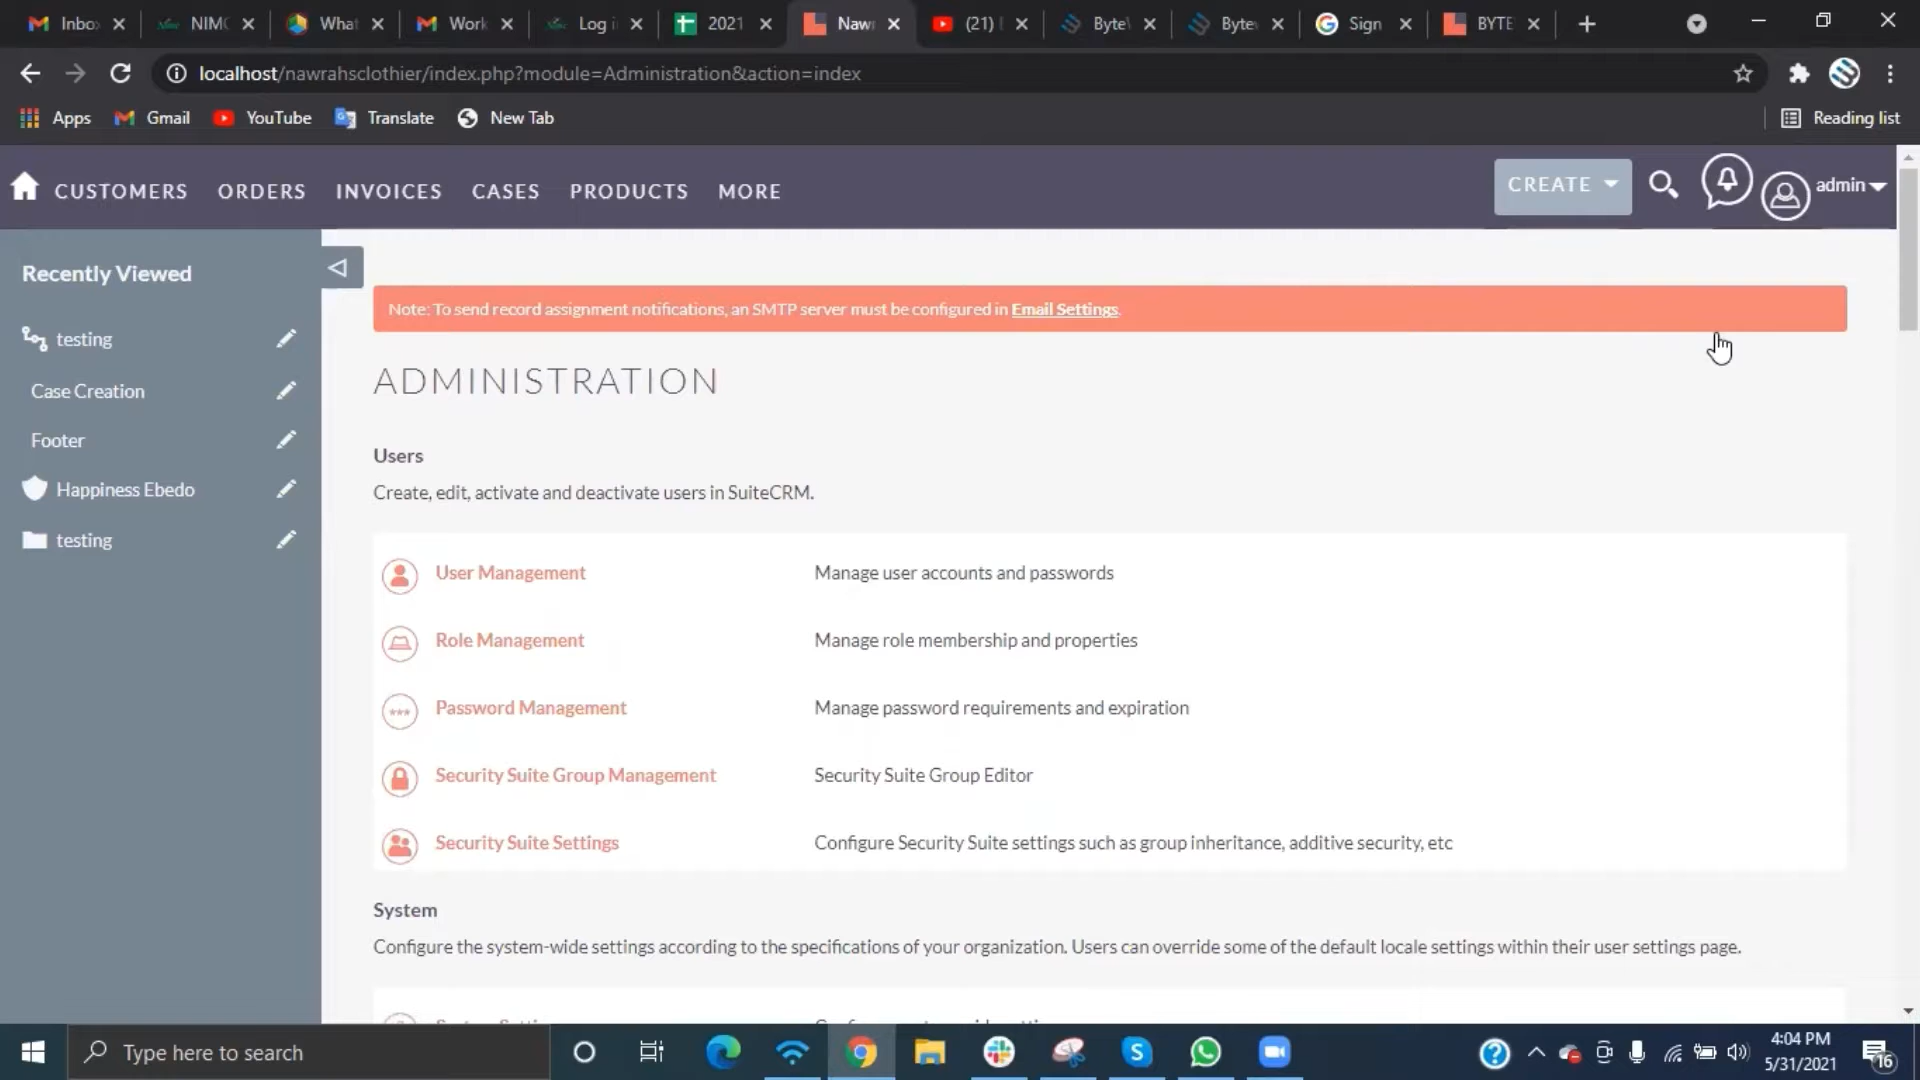 Inbo
NIMC
What
Work
Log i
2021
Naw
(21)
Byte
Byte
Sign
BYTE
localhost/nawrahsclothier/index.php?module=Administration&action=index
Apps
Gmail
YouTube
Translate
New Tab
Reading list
CUSTOMERS
ORDERS
INVOICES
CASES
PRODUCTS
MORE
CREATE
admin
Recently Viewed
testing
Case Creation
Footer
Happiness Ebedo
testing
Note: To send record assignment notifications, an SMTP server must be configured in Email Settings.
ADMINISTRATION
Users
Create, edit, activate and deactivate users in SuiteCRM.
User Management
Manage user accounts and passwords
Role Management
Manage role membership and properties
Password Management
Manage password requirements and expiration
Security Suite Group Management
Security Suite Group Editor
Security Suite Settings
Configure Security Suite settings such as group inheritance, additive security, etc
System
Configure the system-wide settings according to the specifications of your organization. Users can override some of the default locale settings within their user settings page.
Type here to search
4:04 PM
5/31/2021
16